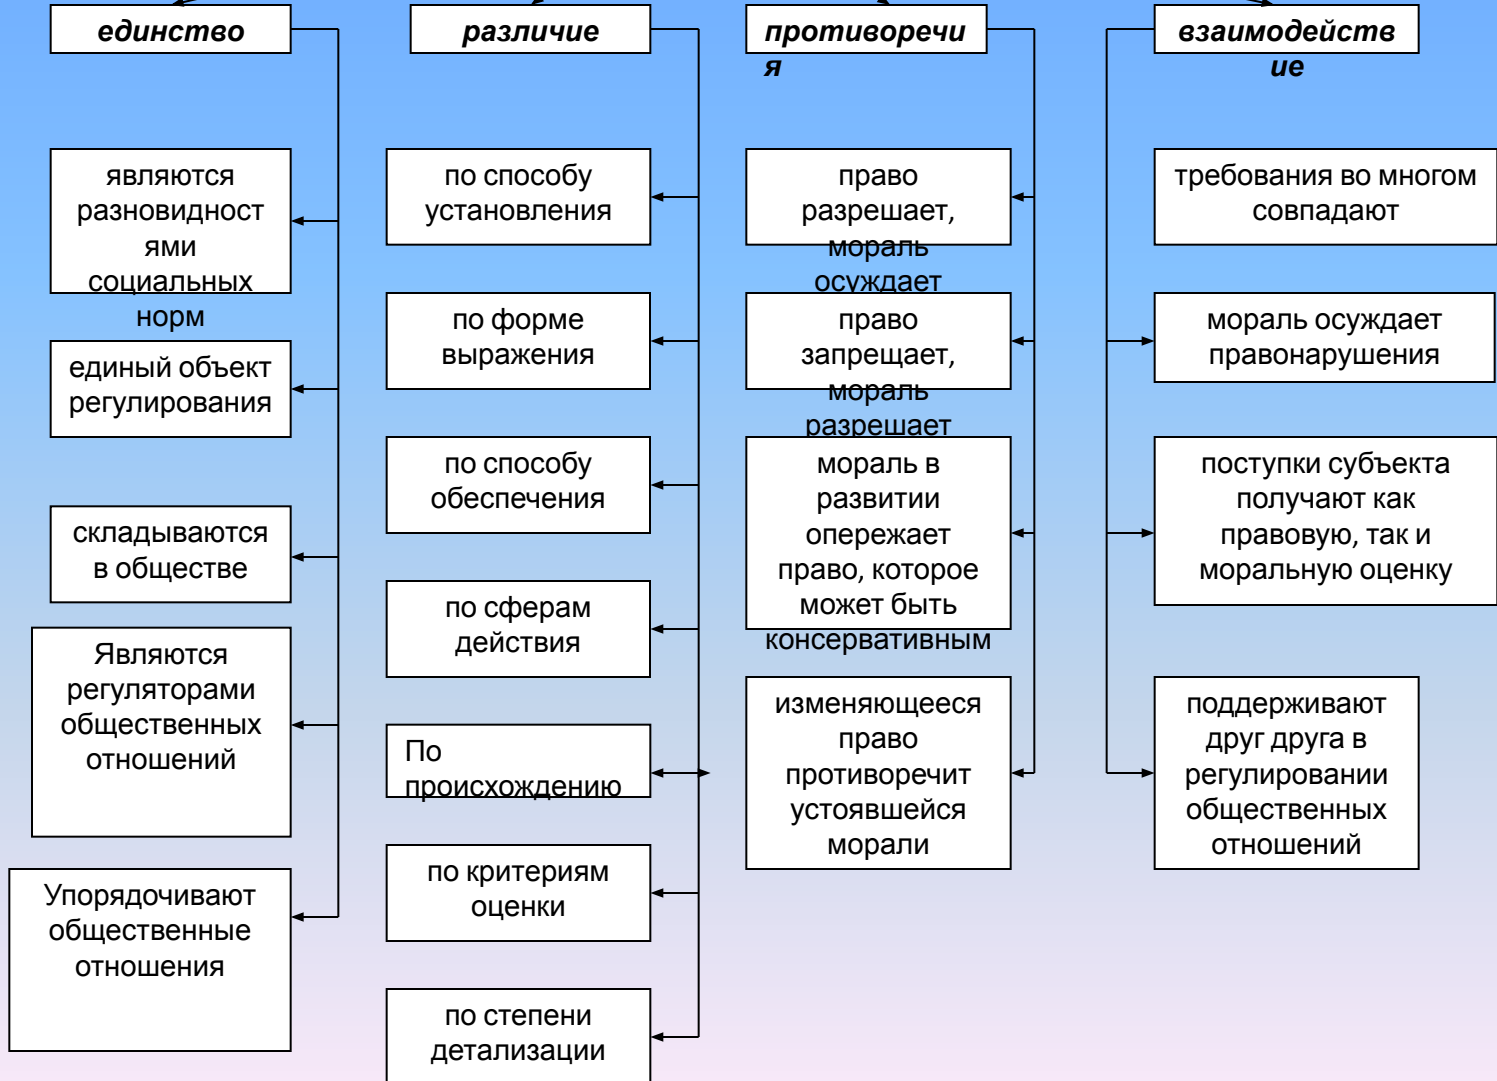 единство
являются
разновидност
ями
социальных
норм
единый объект
регулирования
складываются
в обществе
Являются
регуляторами
общественных
отношений
Упорядочивают
общественные
отношения
различие
по способу
установления
по форме
выражения
по способу
обеспечения
по сферам
действия
По
происхождению
по критериям
оценки
по степени
детализации
противоречи
я
право
разрешает,
мораль
осуждает
право
запрещает,
мораль
разрешает
мораль в
развитии
опережает
право, которое
может быть
консервативным
изменяющееся
право
противоречит
устоявшейся
морали
взаимодейств
ие
требования во многом
совпадают
мораль осуждает
правонарушения
поступки субъекта
получают как
правовую, так и
моральную оценку
поддерживают
друг друга в
регулировании
общественных
отношений